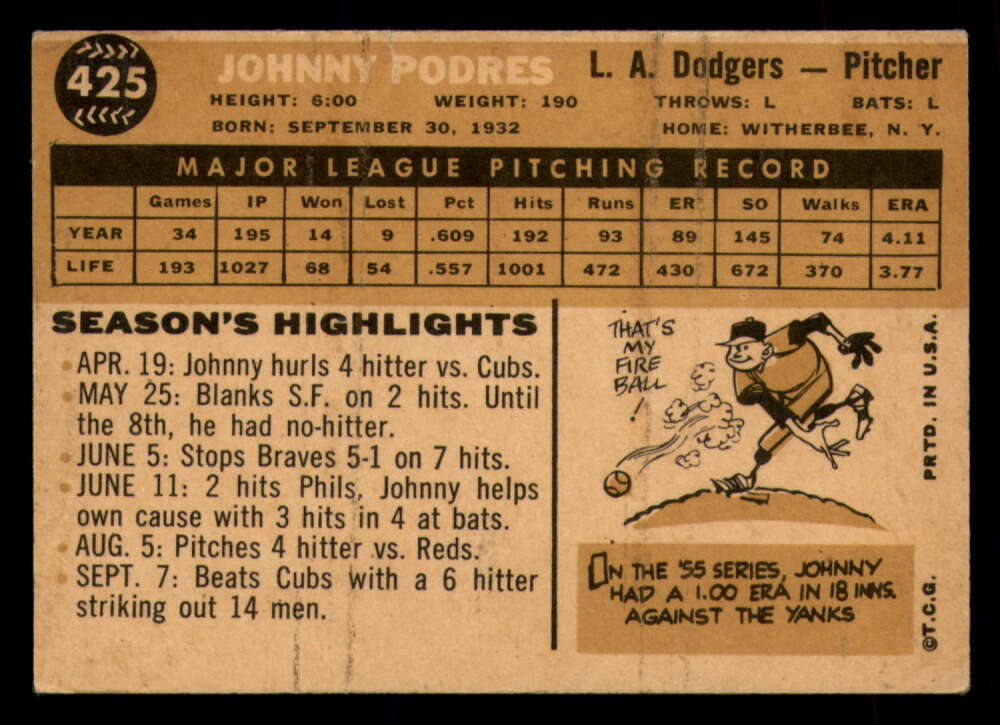 425
JOHNNY PODRES L. A. Dodgers — Pitcher
HEIGHT: 6:00 WEIGHT: 190 THROWS: L BATS: L
BORN: SEPTEMBER 30, 1932 HOME: WITHERBEE, N. Y.
MAJOR LEAGUE PITCHING RECORD
Games IP Won Lost Pct Hits Runs ER SO Walks ERA
YEAR 34 195 14 9 .609 192 93 89 145 74 4.11
LIFE 193 1027 68 54 .557 1001 472 430 672 370 3.77
SEASON'S HIGHLIGHTS
• APR. 19: Johnny hurls 4 hitter vs. Cubs.
• MAY 25: Blanks S.F. on 2 hits. Until
the 8th, he had no-hitter.
• JUNE 5: Stops Braves 5-1 on 7 hits.
• JUNE 11: 2 hits Phils, Johnny helps
own cause with 3 hits in 4 at bats.
• AUG. 5: Pitches 4 hitter vs. Reds.
• SEPT. 7: Beats Cubs with a 6 hitter
striking out 14 men.
THAT'S
MY
FIRE
BALL
!
ON THE '55 SERIES, JOHNNY
HAD A 1.00 ERA IN 18 INNS.
AGAINST THE YANKS
©T.C.G. PRTD. IN U.S.A.